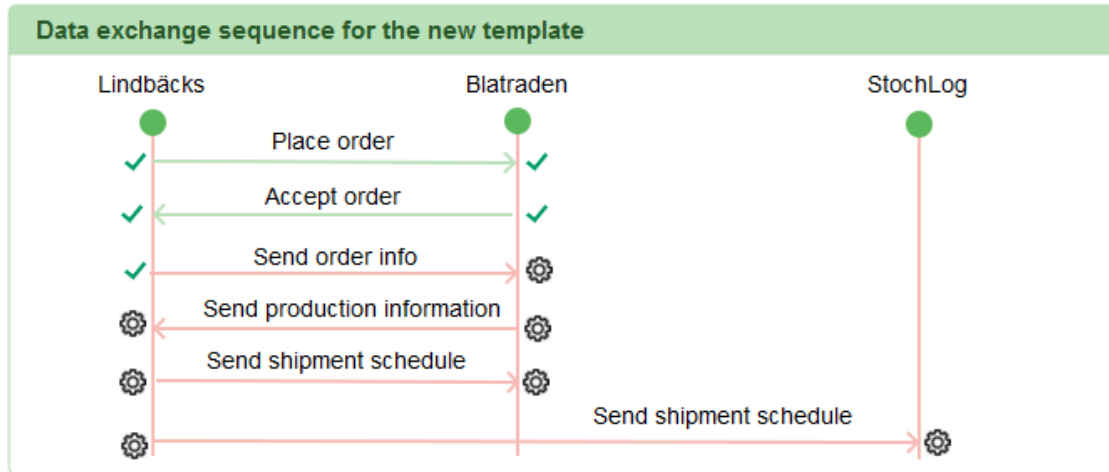 Data exchange sequence for the new template
Lindbäcks Blatraden StochLog
Place order
Accept order
Send order info
Send production information
Send shipment schedule
Send shipment schedule